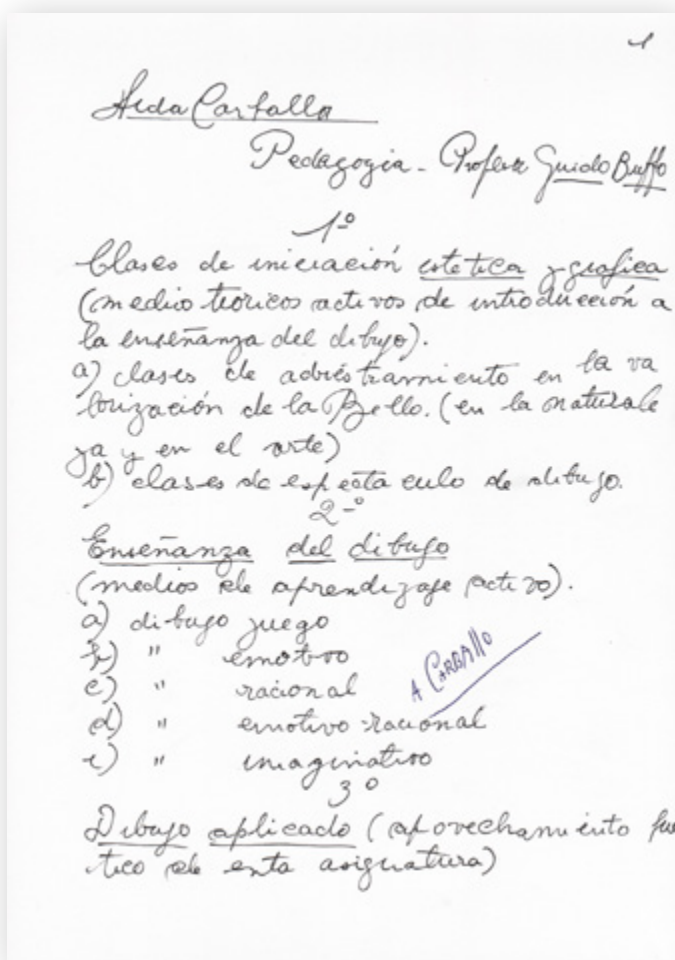 1
Aida Carballo
Pedagogia - Profesor Guido Buffo
1º
Clases de iniciación estetica y grafica
(medio teóricos activos de introducción a
la enseñanza del dibujo).
a) clases de adiestramiento en la va
lorización de lo Bello. (en la naturale
za y en el arte)
b) clases de espectaculo de dibujo.
2º
Enseñanza del dibujo
(medios de aprendizaje activo).
a) dibujo juego
b) " emotivo
c) " racional
A CARBALLO
d) " emotivo-racional
e) " imaginativo
3º
Dibujo aplicado (aprovechamiento
tico de esta asignatura)